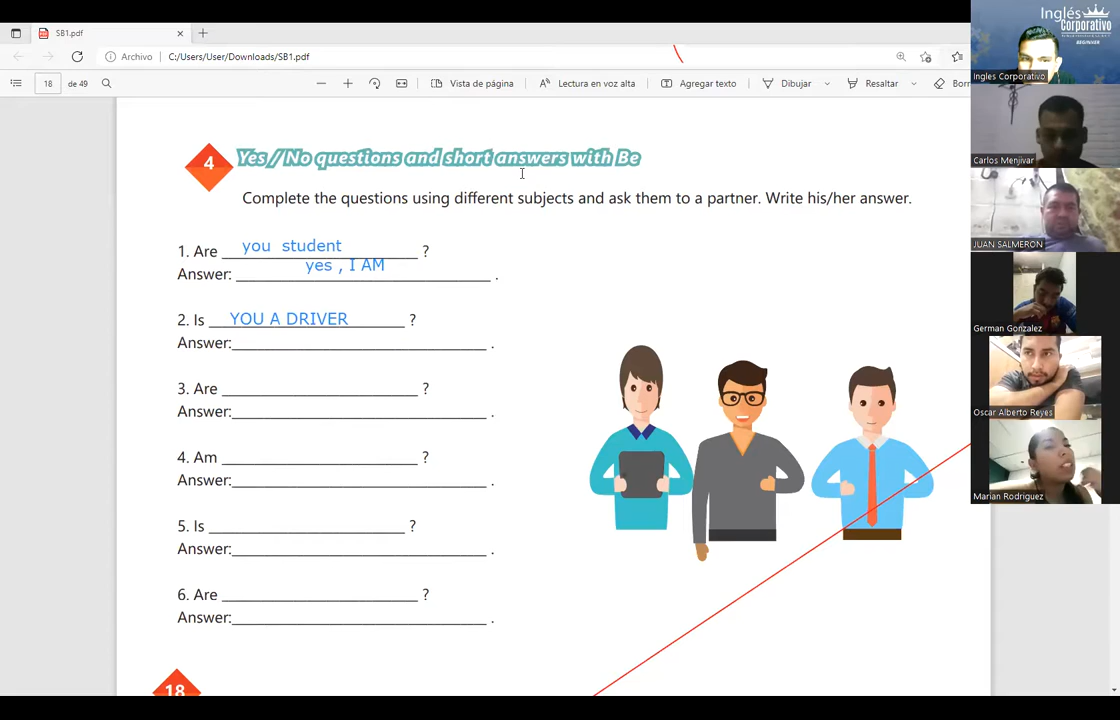 SB1.pdf
Archivo C:/Users/User/Downloads/SB1.pdf
18 de 49 Vista de página Lectura en voz alta Agregar texto Dibujar Resaltar Bor
4 Yes / No questions and short answers with Be
Complete the questions using different subjects and ask them to a partner. Write his/her answer.
1. Are you student ?
Answer: yes , I AM .
2. Is YOU A DRIVER ?
Answer: .
3. Are ?
Answer: .
4. Am ?
Answer: .
5. Is ?
Answer: .
6. Are ?
Answer: .
18
Inglés
Corporativo
BEGINNER
Ingles Corporativo
Carlos Menjivar
JUAN SALMERON
German Gonzalez
Oscar Alberto Reyes
Marian Rodriguez